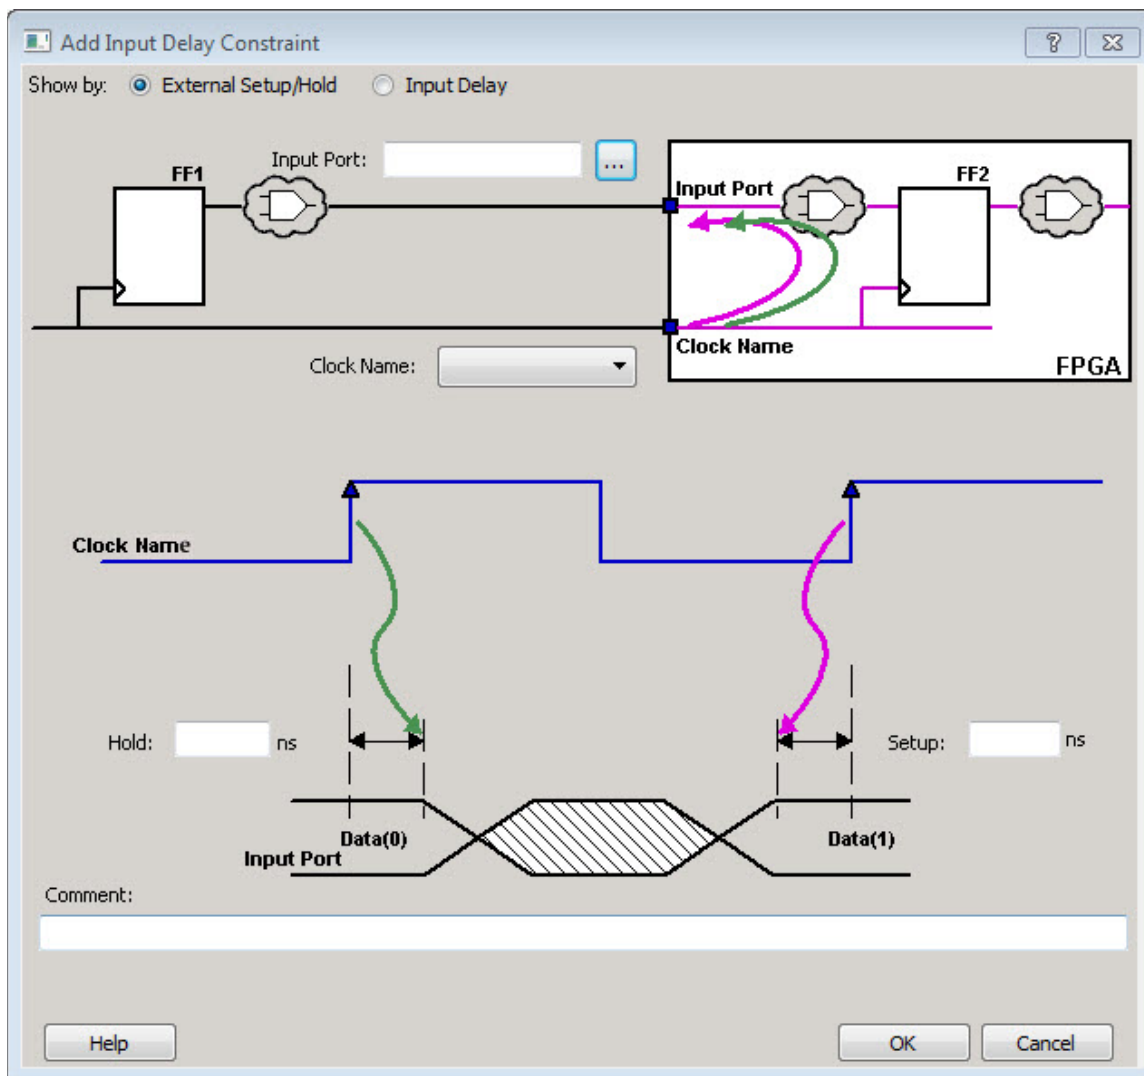 Add Input Delay Constraint
Show by: External Setup/Hold Input Delay
Input Port: ...
FF1
Input Port
FF2
Clock Name
Clock Name:
FPGA
Clock Name
Hold: ns
Setup: ns
Data(0)
Data(1)
Input Port
Comment:
Help OK Cancel